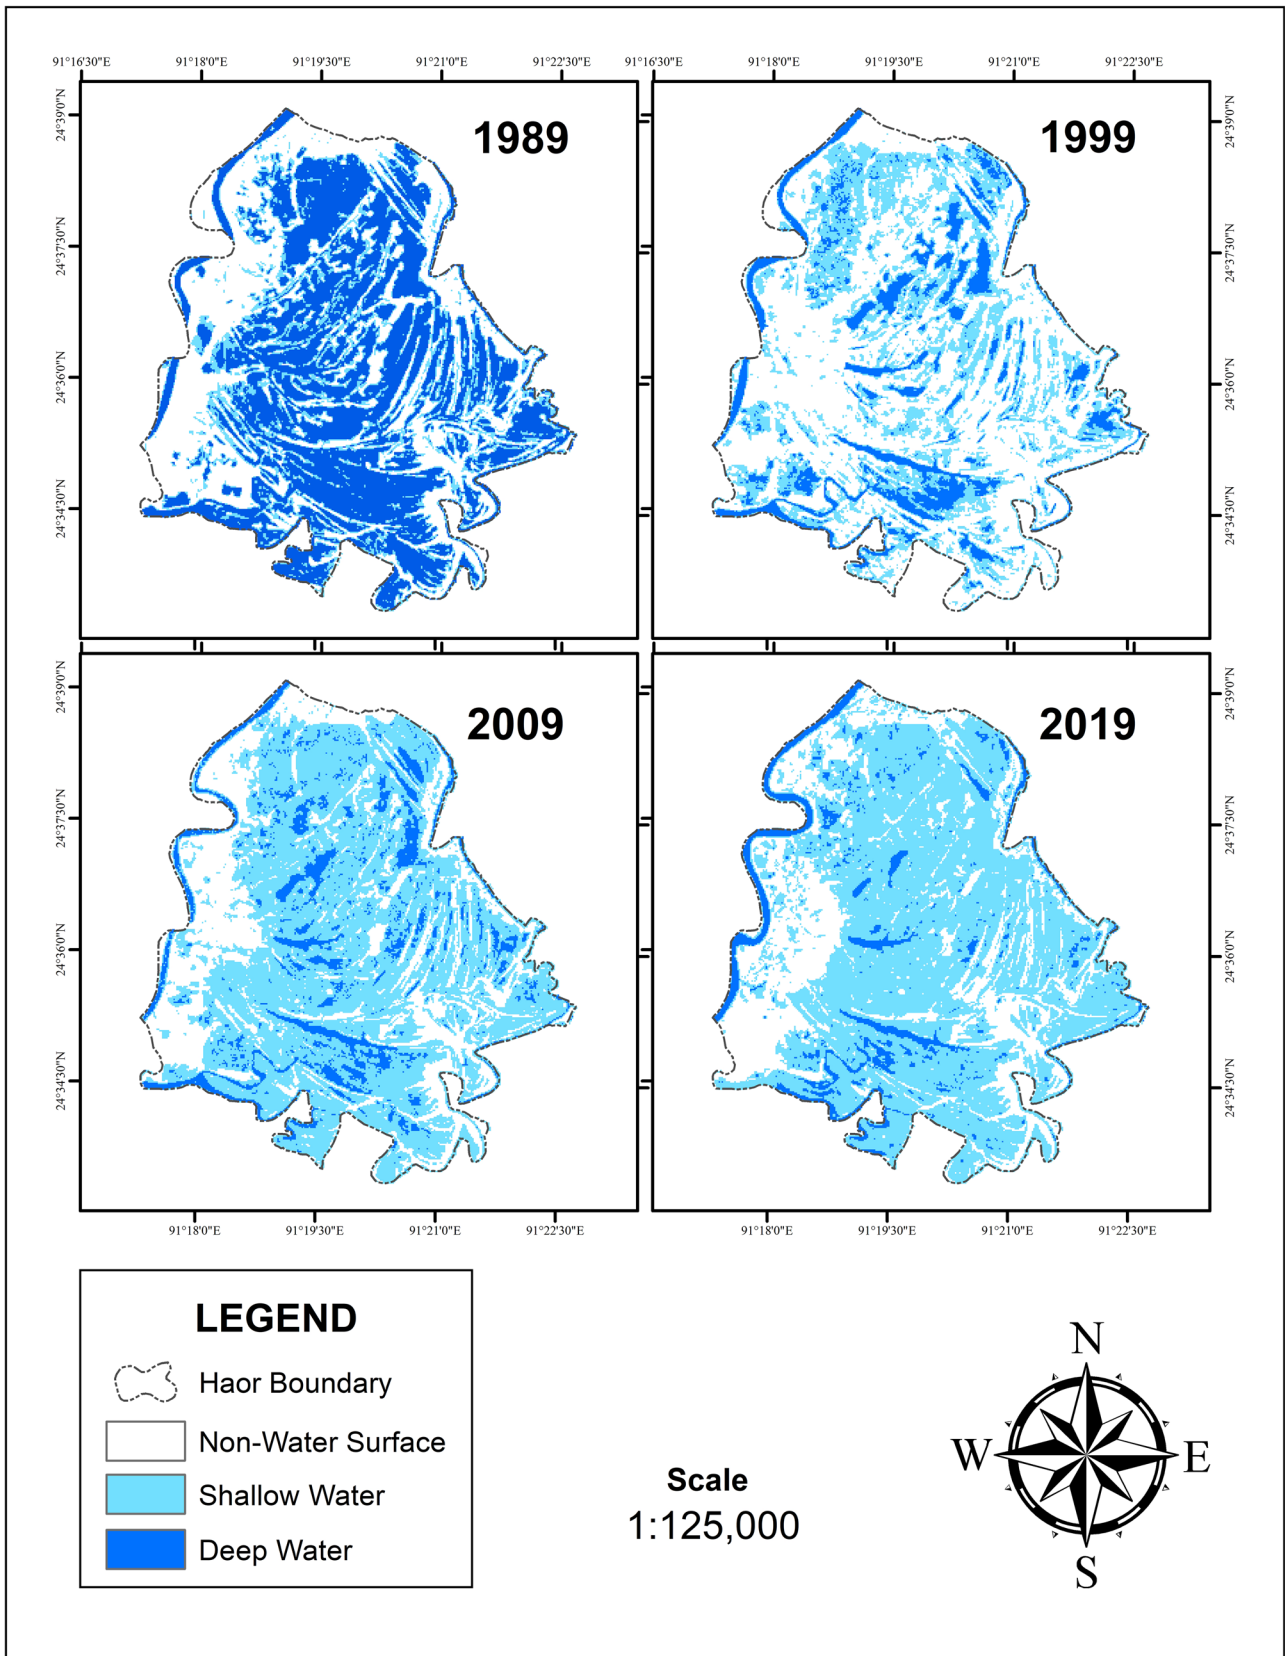 91°16'30"E 91°18'0"E 91°19'30"E 91°21'0"E 91°22'30"E 91°16'30"E 91°18'0"E 91°19'30"E 91°21'0"E 91°22'30"E
1989
1999
24°39'0"N
24°37'30"N
24°36'0"N
24°34'30"N
24°39'0"N
24°37'30"N
24°36'0"N
24°34'30"N
2009
2019
24°39'0"N
24°37'30"N
24°36'0"N
24°34'30"N
24°39'0"N
24°37'30"N
24°36'0"N
24°34'30"N
91°18'0"E 91°19'30"E 91°21'0"E 91°22'30"E 91°18'0"E 91°19'30"E 91°21'0"E 91°22'30"E
LEGEND
Haor Boundary
Non-Water Surface
Shallow Water
Deep Water
Scale
1:125,000
N
W E
S